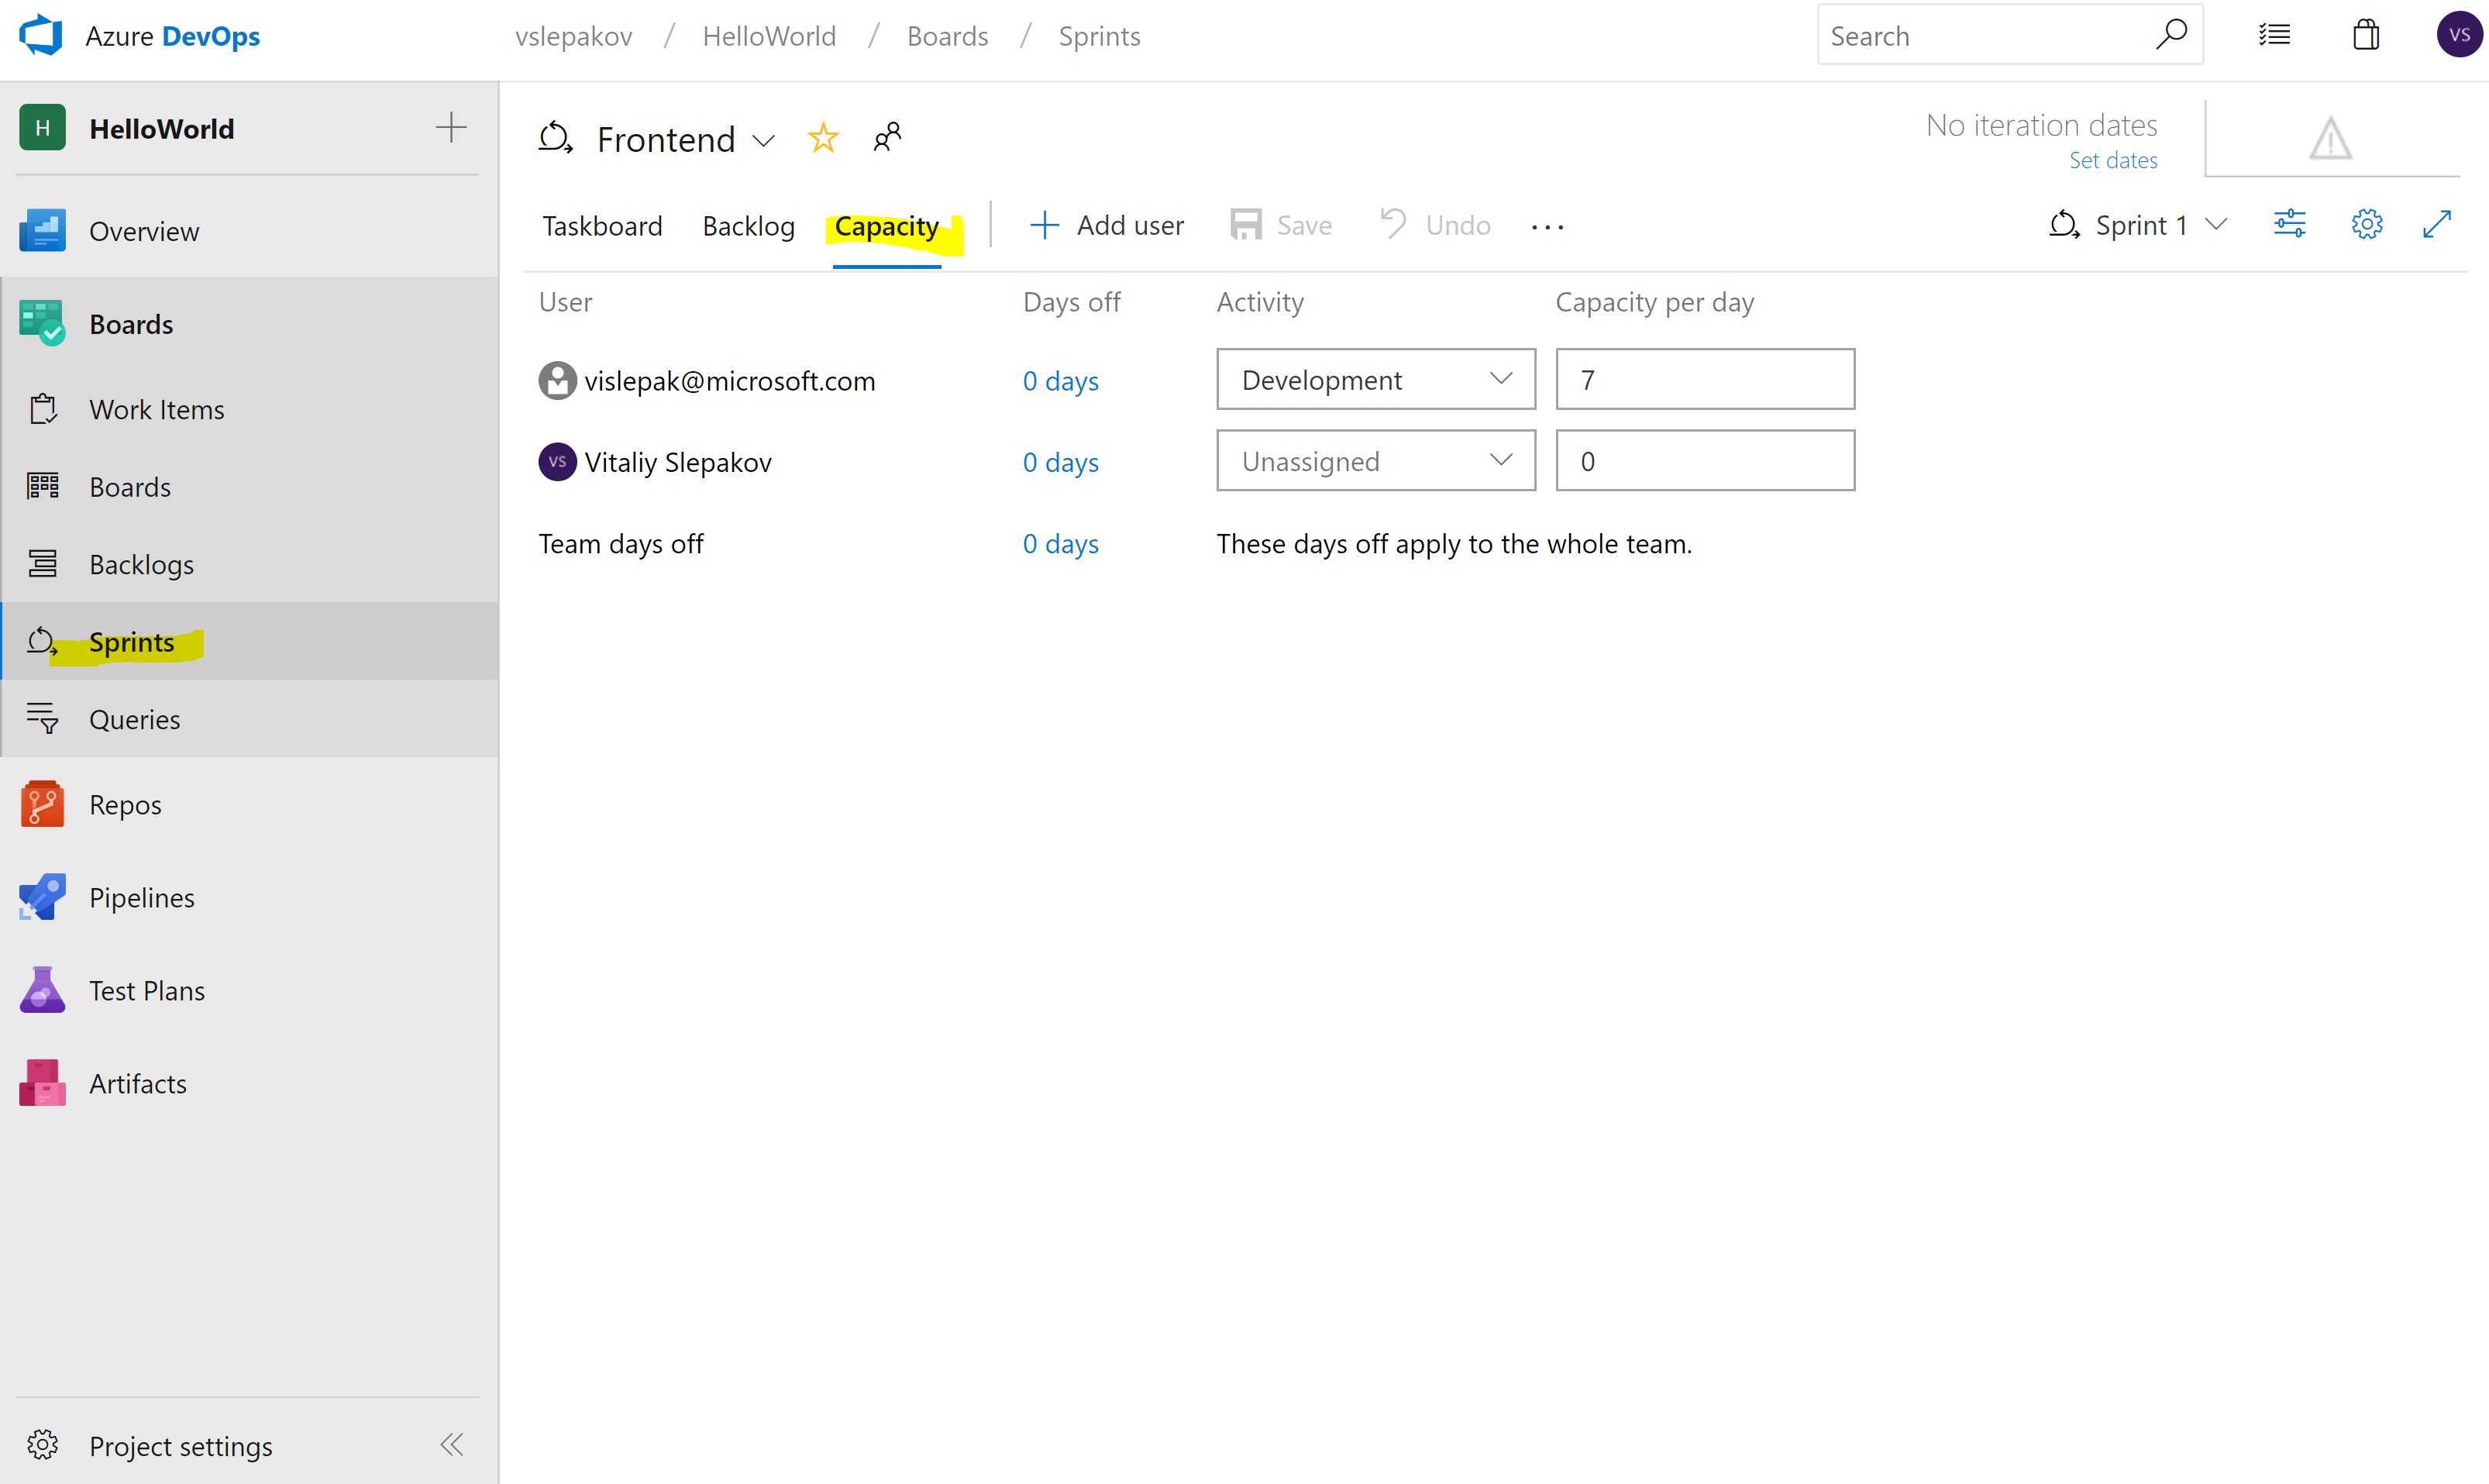 Azure DevOps
vslepakov / HelloWorld / Boards / Sprints
Search
VS
H
HelloWorld
Overview
Boards
Work Items
Boards
Backlogs
Sprints
Queries
Repos
Pipelines
Test Plans
Artifacts
Project settings
Frontend
No iteration dates
Set dates
Taskboard Backlog Capacity Add user Save Undo ... Sprint 1
User Days off Activity Capacity per day
vislepak@microsoft.com 0 days Development 7
VS Vitaliy Slepakov 0 days Unassigned 0
Team days off 0 days These days off apply to the whole team.